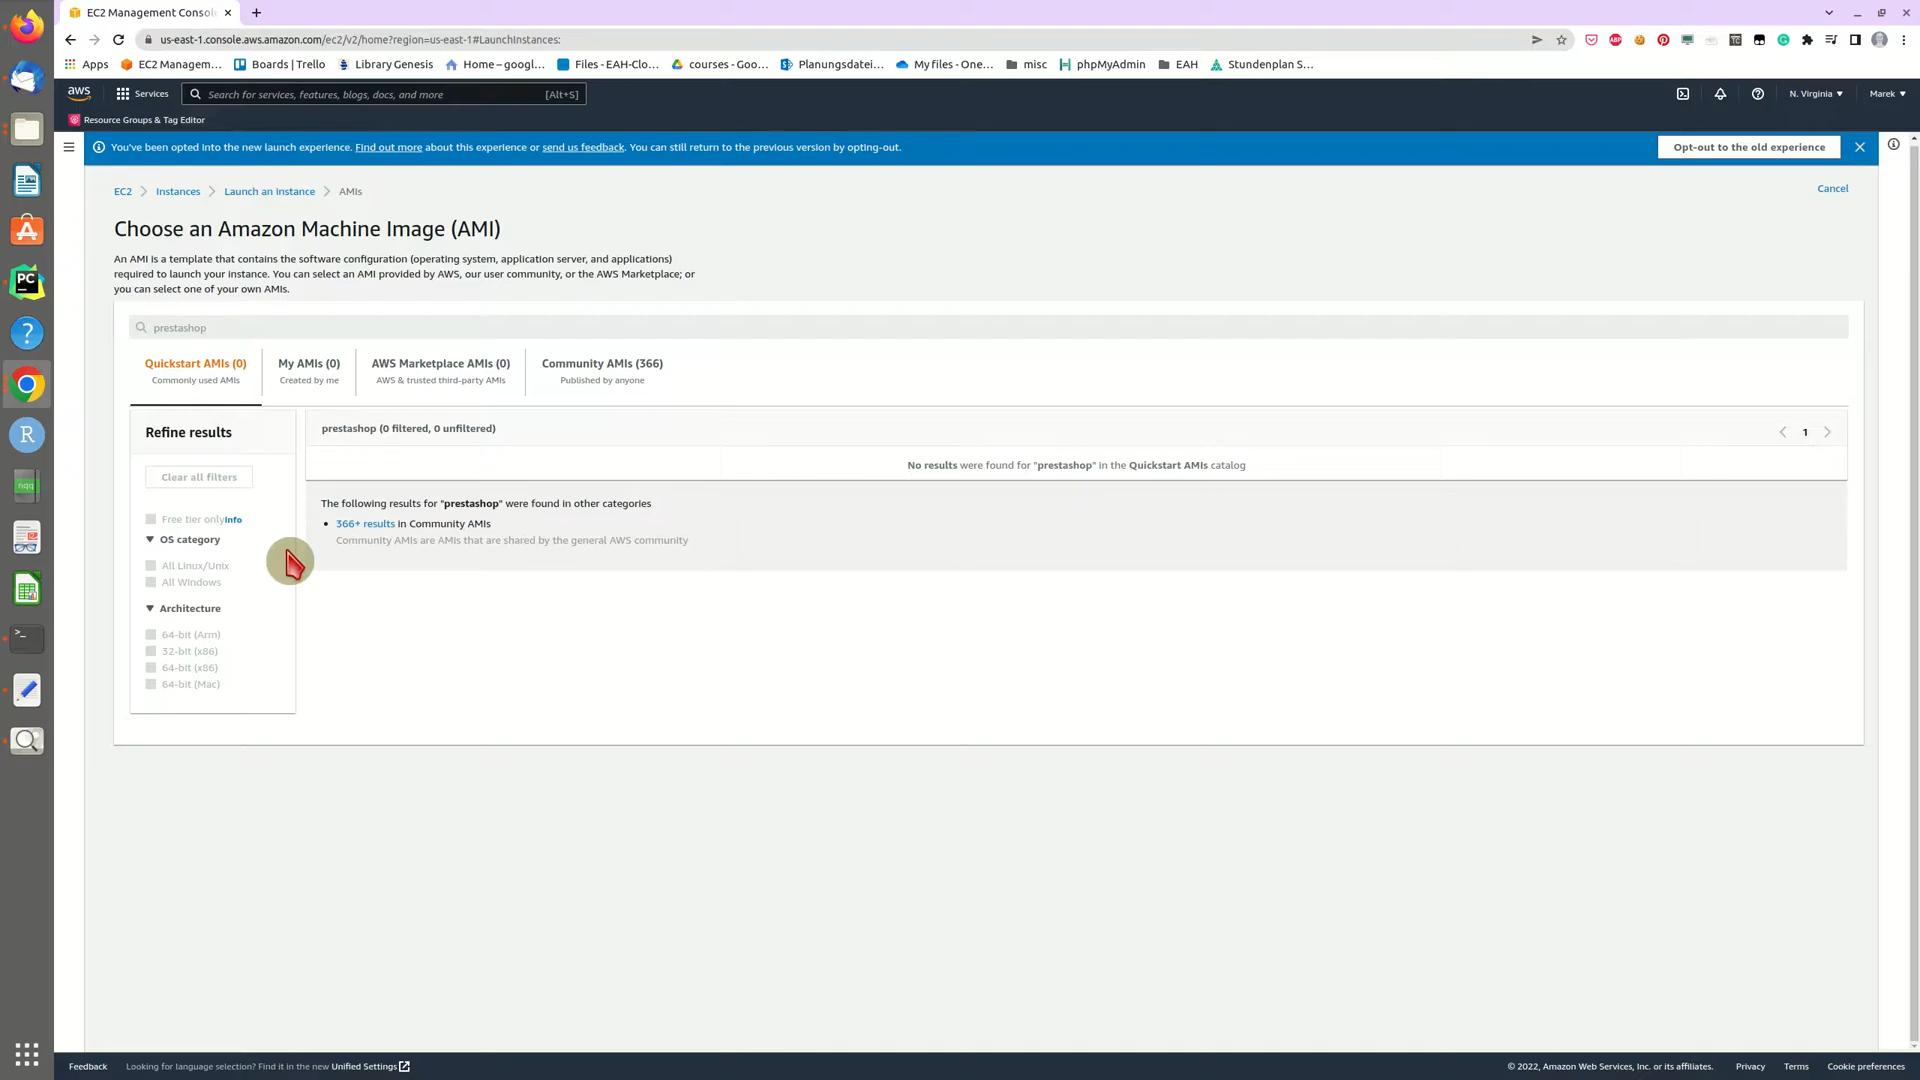 EC2 Management Consol
us-east-1.console.aws.amazon.com/ec2/v2/home?region=us-east-1#LaunchInstances:
Apps EC2 Managem... Boards | Trello Library Genesis Home – googl... Files - EAH-Clo... courses - Goo... Planungsdatei... My files - One... misc phpMyAdmin EAH Stundenplan S...
aws Services Search for services, features, blogs, docs, and more [Alt+S] N. Virginia Marek
Resource Groups & Tag Editor
You've been opted into the new launch experience. Find out more about this experience or send us feedback. You can still return to the previous version by opting-out. Opt-out to the old experience
EC2 Instances Launch an instance AMIs Cancel
Choose an Amazon Machine Image (AMI)
An AMI is a template that contains the software configuration (operating system, application server, and applications)
required to launch your instance. You can select an AMI provided by AWS, our user community, or the AWS Marketplace; or
you can select one of your own AMIs.
prestashop
Quickstart AMIs (0) My AMIs (0) AWS Marketplace AMIs (0) Community AMIs (366)
Commonly used AMIs Created by me AWS & trusted third-party AMIs Published by anyone
Refine results
prestashop (0 filtered, 0 unfiltered) 1
No results were found for "prestashop" in the Quickstart AMIs catalog
Clear all filters
The following results for "prestashop" were found in other categories
366+ results in Community AMIs
Community AMIs are AMIs that are shared by the general AWS community
Free tier only Info
OS category
All Linux/Unix
All Windows
Architecture
64-bit (Arm)
32-bit (x86)
64-bit (x86)
64-bit (Mac)
Feedback Looking for language selection? Find it in the new Unified Settings © 2022, Amazon Web Services, Inc. or its affiliates. Privacy Terms Cookie preferences
PC
?
R
nqq
>_
ABP
TC